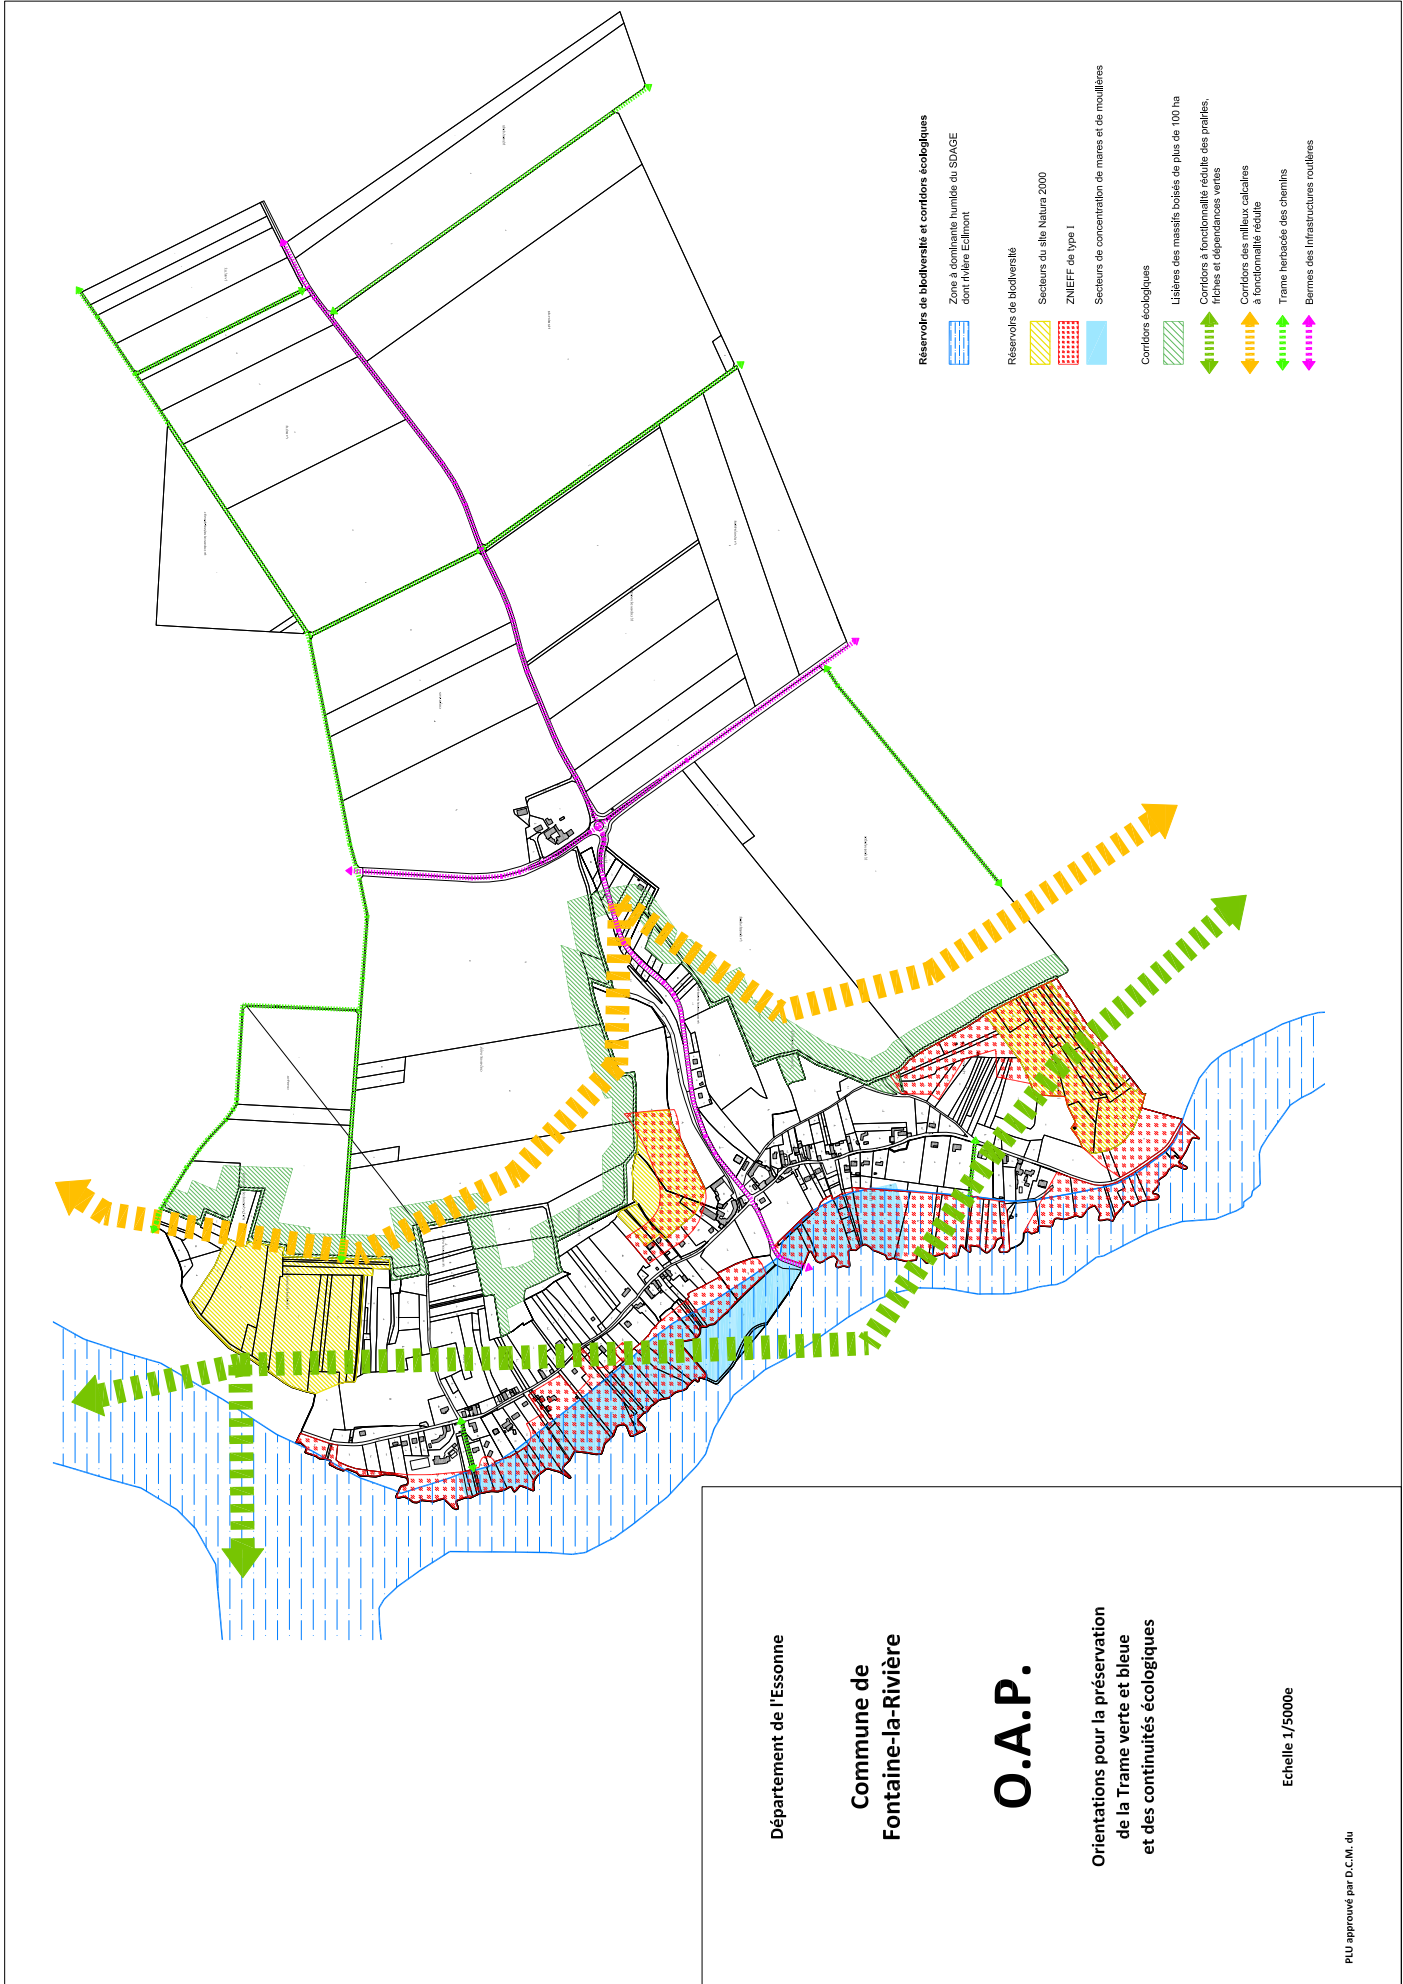 Réservoirs de biodiversité et corridors écologiques
Zone à dominante humide du SDAGE
dont rivière Eclimont
Réservoirs de biodiversité
Secteurs du site Natura 2000
ZNIEFF de type I
Secteurs de concentration de mares et de mouillères
Corridors écologiques
Lisières des massifs boisés de plus de 100 ha
Corridors à fonctionnalité réduite des prairies,
friches et dépendances vertes
Corridors des milieux calcaires
à fonctionnalité réduite
Trame herbacée des chemins
Bermes des infrastructures routières
Département de l'Essonne
Commune de
Fontaine-la-Rivière
O.A.P.
Orientations pour la préservation
de la Trame verte et bleue
et des continuités écologiques
Echelle 1/5000e
PLU approuvé par D.C.M. du